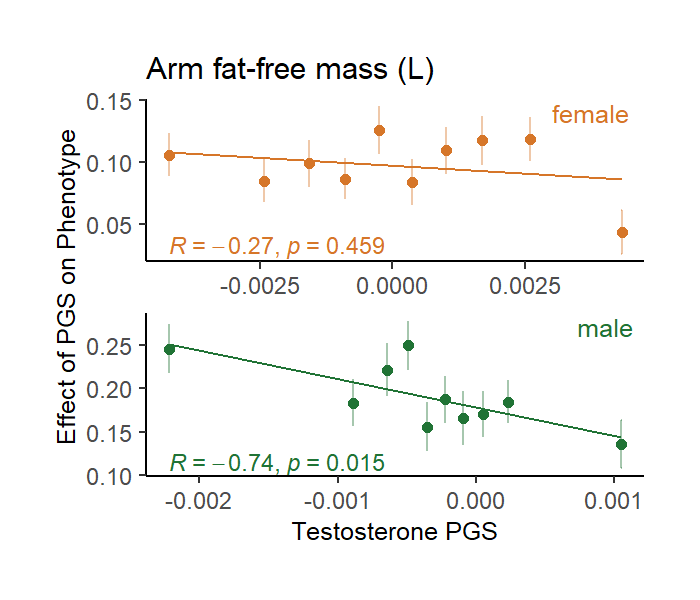 Arm fat-free mass (L)
Effect of PGS on Phenotype
0.15
0.10
0.05
female
R = −0.27, p = 0.459
-0.0025 0.0000 0.0025
0.25
0.20
0.15
0.10
male
R = −0.74, p = 0.015
-0.002 -0.001 0.000 0.001
Testosterone PGS